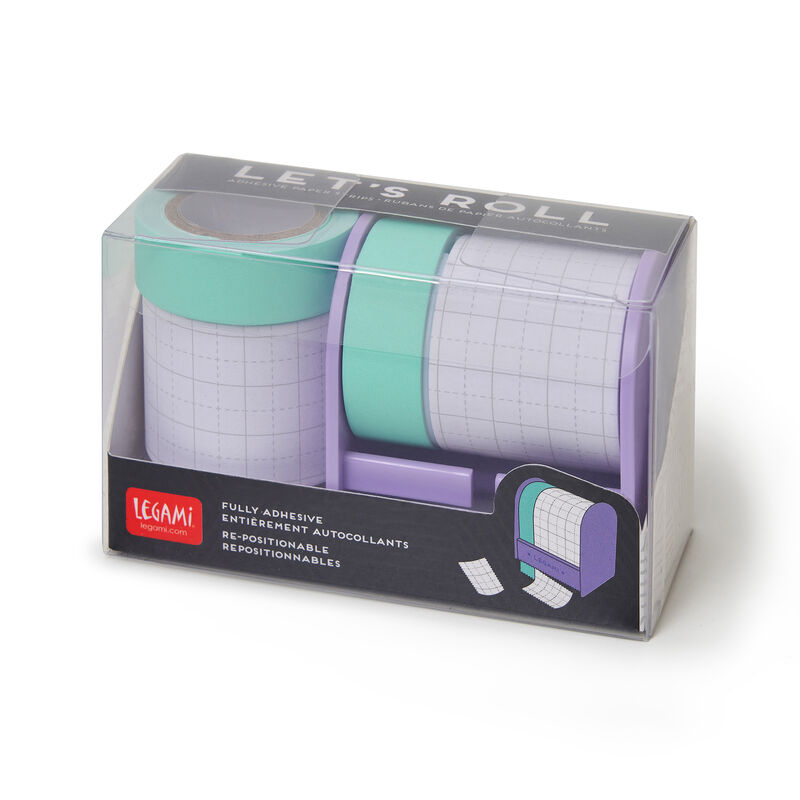 LET'S ROLL
ADHESIVE PAPER STRIPS • RUBANS DE PAPIER AUTOCOLLANTS
LEGAMI
legami.com
FULLY ADHESIVE
ENTIÈREMENT AUTOCOLLANTS
RE-POSITIONABLE
REPOSITIONNABLES
★ LEGAMI ★